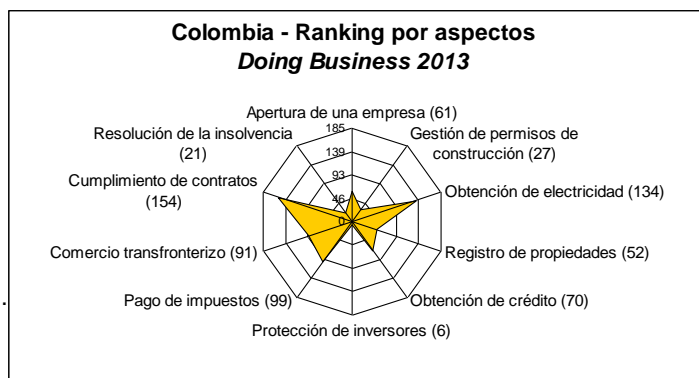 Colombia - Ranking por aspectos
Doing Business 2013
Apertura de una empresa (61)
Gestión de permisos de
construcción (27)
Obtención de electricidad (134)
Registro de propiedades (52)
Obtención de crédito (70)
Protección de inversores (6)
Pago de impuestos (99)
Comercio transfronterizo (91)
Cumplimiento de contratos
(154)
Resolución de la insolvencia
(21)
185
139
93
46
0
.